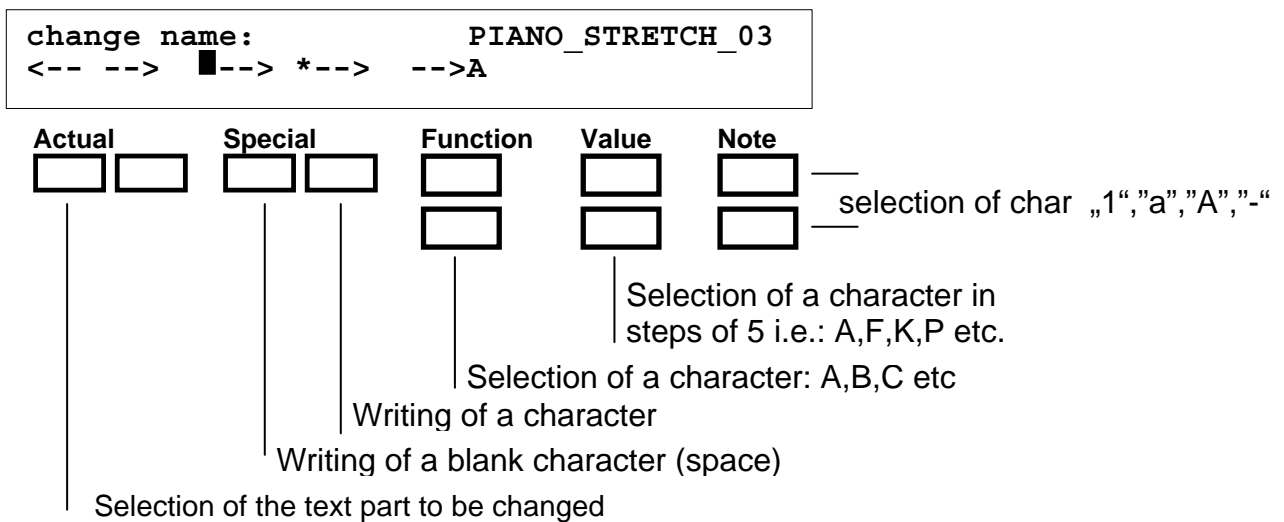 change name: PIANO_STRETCH_03
<-- --> █--> *--> -->A
Actual Special Function Value Note
selection of char „1“,”a”,”A”,”-“
Selection of a character in
steps of 5 i.e.: A,F,K,P etc.
Selection of a character: A,B,C etc
Writing of a character
Writing of a blank character (space)
Selection of the text part to be changed